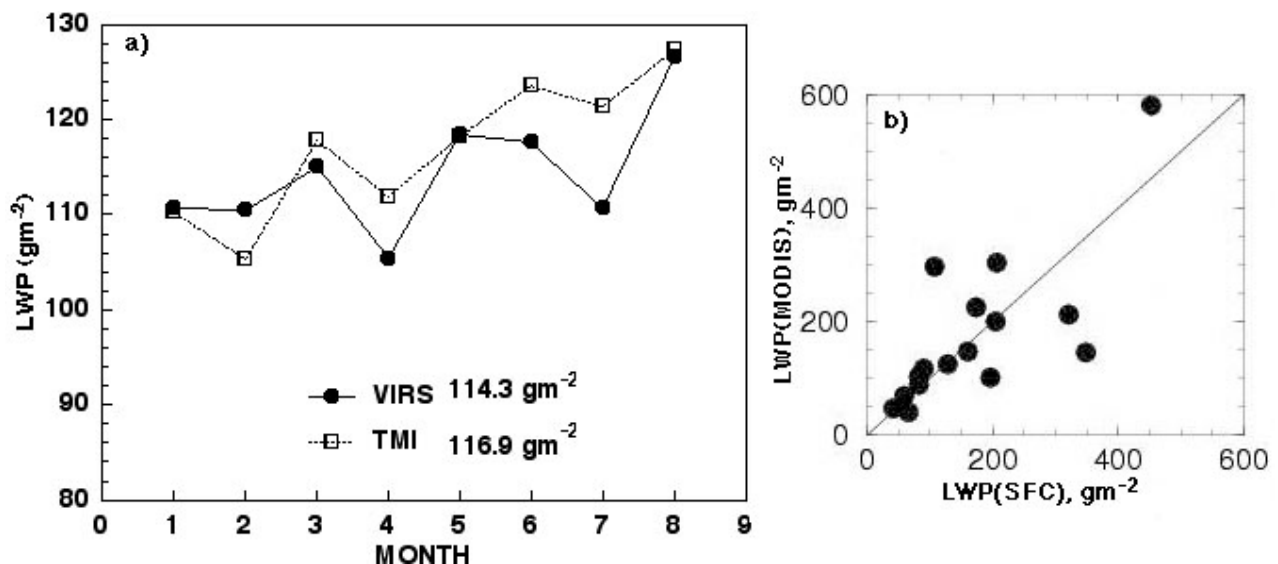 a)
LWP (gm⁻²)
130
120
110
100
90
80
VIRS 114.3 gm⁻²
TMI 116.9 gm⁻²
0 1 2 3 4 5 6 7 8 9
MONTH
b)
LWP(MODIS), gm⁻²
600
400
200
0
0 200 400 600
LWP(SFC), gm⁻²